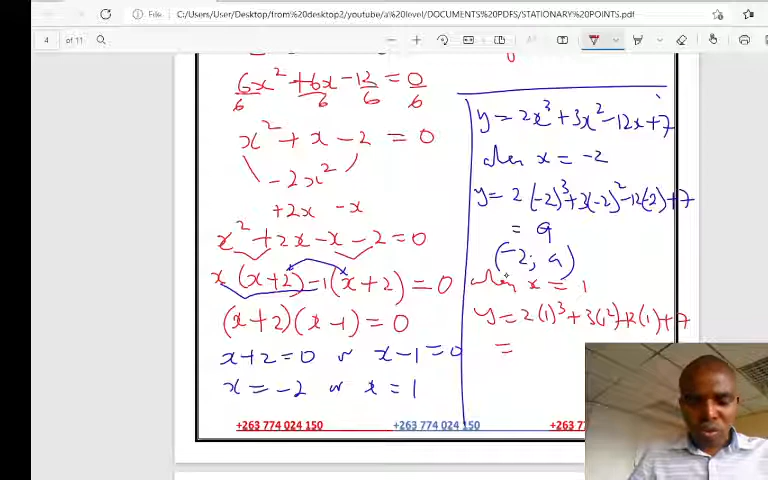 File | C:/Users/User/Desktop/from%20desktop2/youtube/a%20level/DOCUMENTS%20PDFS/STATIONARY%20POINTS.pdf
4 of 11
6x² + 6x - 12 = 0
6 6 6 6
x² + x - 2 = 0
- 2x²
+2x -x
x² + 2x - x - 2 = 0
x(x+2) - 1(x+2) = 0
(x+2)(x-1) = 0
x+2=0 or x-1=0
x = -2 or x = 1
y = 2x³ + 3x² - 12x + 7
when x = -2
y = 2(-2)³ + 3(-2)² - 12(-2) + 7
= 9
(-2; 9)
when x = 1
y = 2(1)³ + 3(1²) - 12(1) + 7
=
+263 774 024 150
+263 774 024 150
+263 7